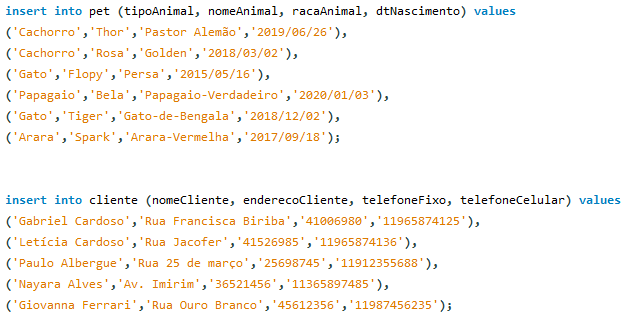 insert into pet (tipoAnimal, nomeAnimal, racaAnimal, dtNascimento) values
('Cachorro','Thor','Pastor Alemão','2019/06/26'),
('Cachorro','Rosa','Golden','2018/03/02'),
('Gato','Flopy','Persa','2015/05/16'),
('Papagaio','Bela','Papagaio-Verdadeiro','2020/01/03'),
('Gato','Tiger','Gato-de-Bengala','2018/12/02'),
('Arara','Spark','Arara-Vermelha','2017/09/18');
insert into cliente (nomeCliente, enderecoCliente, telefoneFixo, telefoneCelular) values
('Gabriel Cardoso','Rua Francisca Biriba','41006980','11965874125'),
('Letícia Cardoso','Rua Jacofer','41526985','11965874136'),
('Paulo Albergue','Rua 25 de março','25698745','11912355688'),
('Nayara Alves','Av. Imirim','36521456','11365897485'),
('Giovanna Ferrari','Rua Ouro Branco','45612356','11987456235');